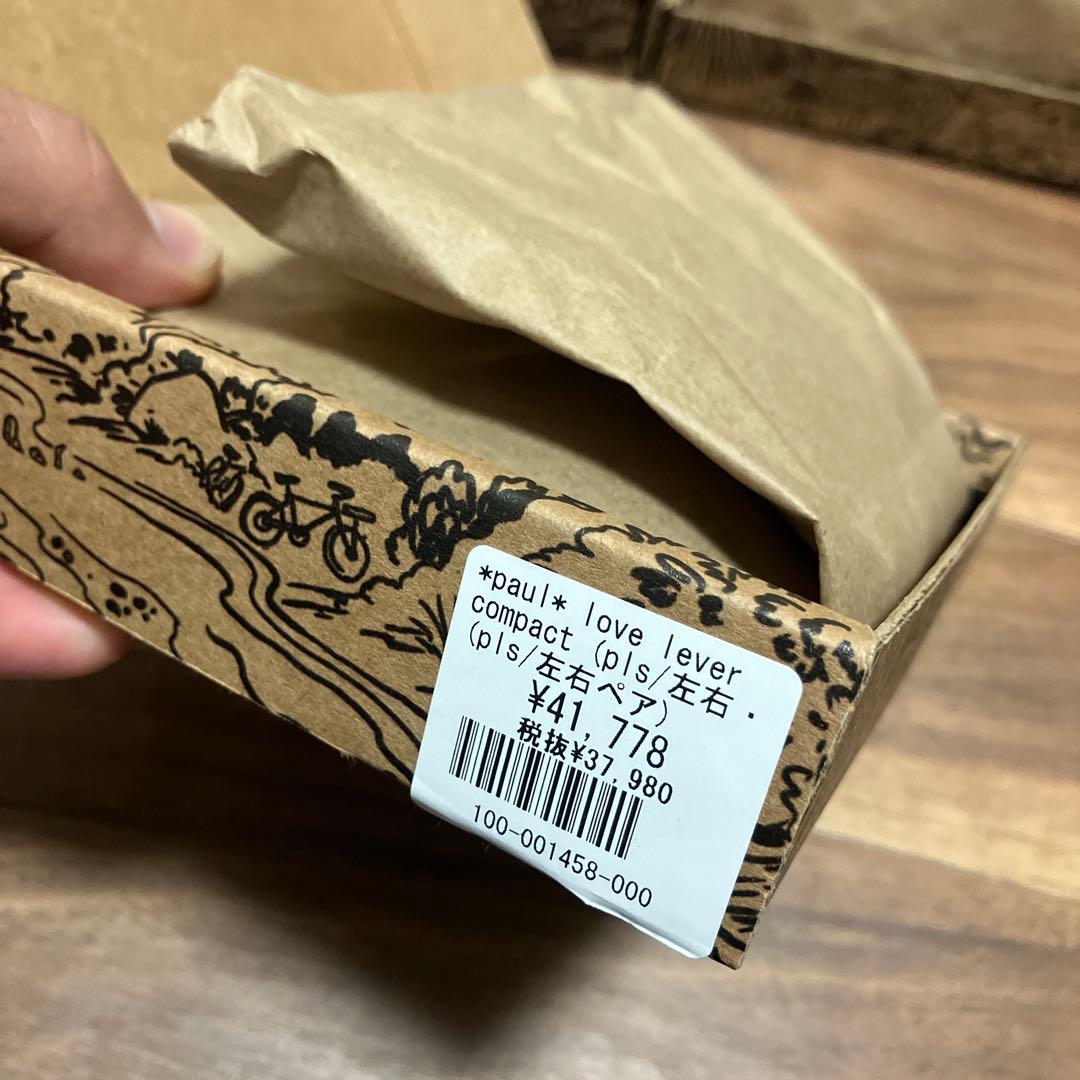 *paul* love lever
compact (pls/左右 .
(pls/左右ペア)
¥41,778
税抜¥37,980
100-001458-000